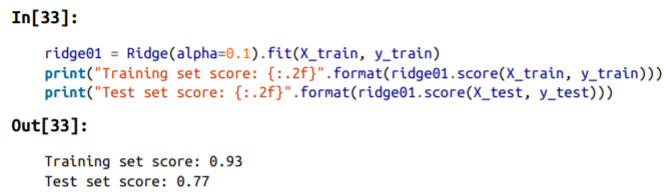 In[33]:
ridge01 = Ridge(alpha=0.1).fit(X_train, y_train)
print("Training set score: {:.2f}".format(ridge01.score(X_train, y_train)))
print("Test set score: {:.2f}".format(ridge01.score(X_test, y_test)))
Out[33]:
Training set score: 0.93
Test set score: 0.77